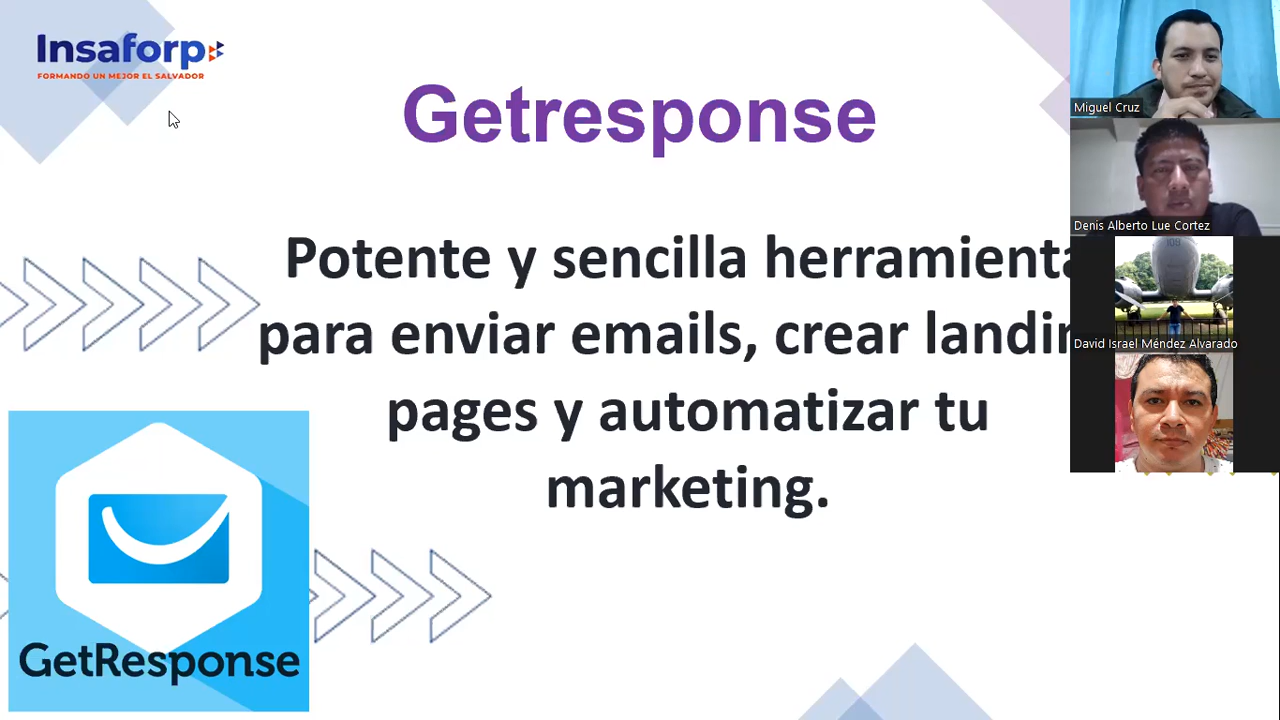 Insaforp
FORMANDO UN MEJOR EL SALVADOR
Getresponse
Potente y sencilla herramienta
para enviar emails, crear landin
pages y automatizar tu
marketing.
GetResponse
Miguel Cruz
Denis Alberto Lue Cortez
109
David Israel Méndez Alvarado